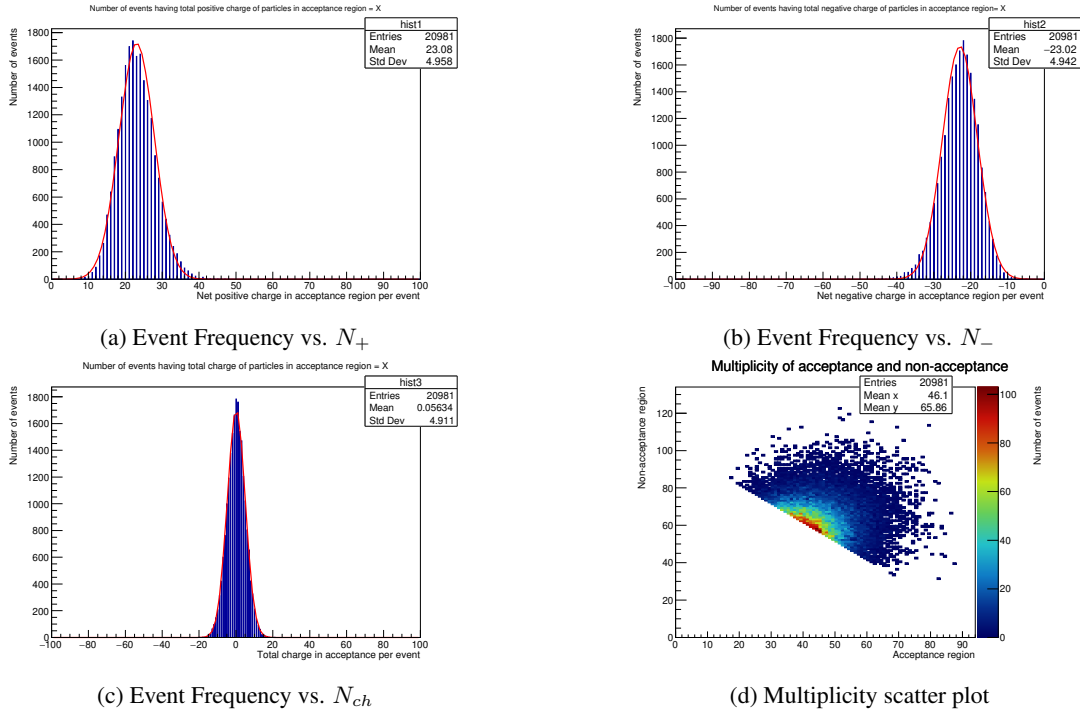 Number of events having total positive charge of particles in acceptance region = X
hist1
Entries 20981
Mean 23.08
Std Dev 4.958
Number of events
1800
1600
1400
1200
1000
800
600
400
200
0
0 10 20 30 40 50 60 70 80 90 100
Net positive charge in acceptance region per event
(a) Event Frequency vs. N+
Number of events having total negative charge of particles in acceptance region= X
hist2
Entries 20981
Mean −23.02
Std Dev 4.942
Number of events
1800
1600
1400
1200
1000
800
600
400
200
0
−100 −90 −80 −70 −60 −50 −40 −30 −20 −10 0
Net negative charge in acceptance region per event
(b) Event Frequency vs. N−
Number of events having total charge of particles in acceptance region = X
hist3
Entries 20981
Mean 0.05634
Std Dev 4.911
Number of events
1800
1600
1400
1200
1000
800
600
400
200
0
−100 −80 −60 −40 −20 0 20 40 60 80 100
Total charge in acceptance per event
(c) Event Frequency vs. Nch
Multiplicity of acceptance and non-acceptance
Entries 20981
Mean x 46.1
Mean y 65.86
Non-acceptance region
120
100
80
60
40
20
0
0 10 20 30 40 50 60 70 80 90
Acceptance region
100
80
60
40
20
0
Number of events
(d) Multiplicity scatter plot